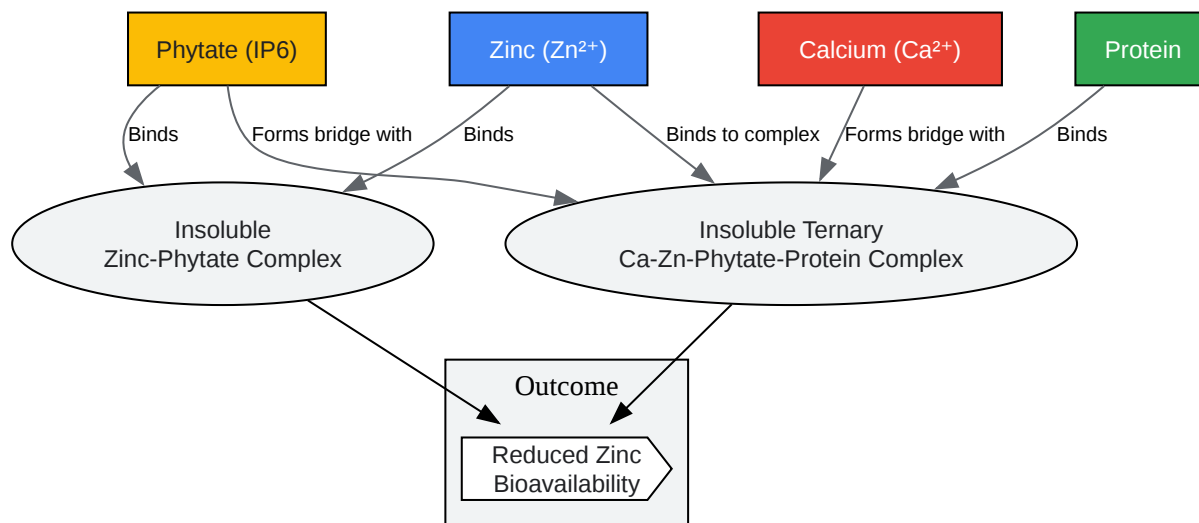 Phytate (IP6)
Zinc (Zn²⁺)
Calcium (Ca²⁺)
Protein
Binds
Forms bridge with
Binds
Binds to complex
Forms bridge with
Binds
Insoluble
Zinc-Phytate Complex
Insoluble Ternary
Ca-Zn-Phytate-Protein Complex
Outcome
Reduced Zinc
Bioavailability